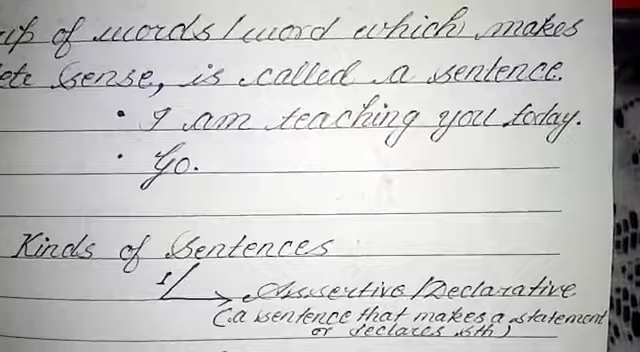 of words/word which makes
sense, is called a sentence.
• I am teaching you today.
• Go.
Kinds of Sentences
1 → Assertive/Declarative
(a sentence that makes a statement
or declares sth)